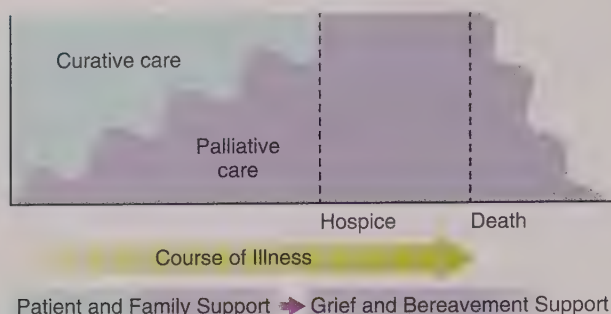 Curative care
Palliative
care
Hospice
Death
Course of Illness
Patient and Family Support → Grief and Bereavement Support